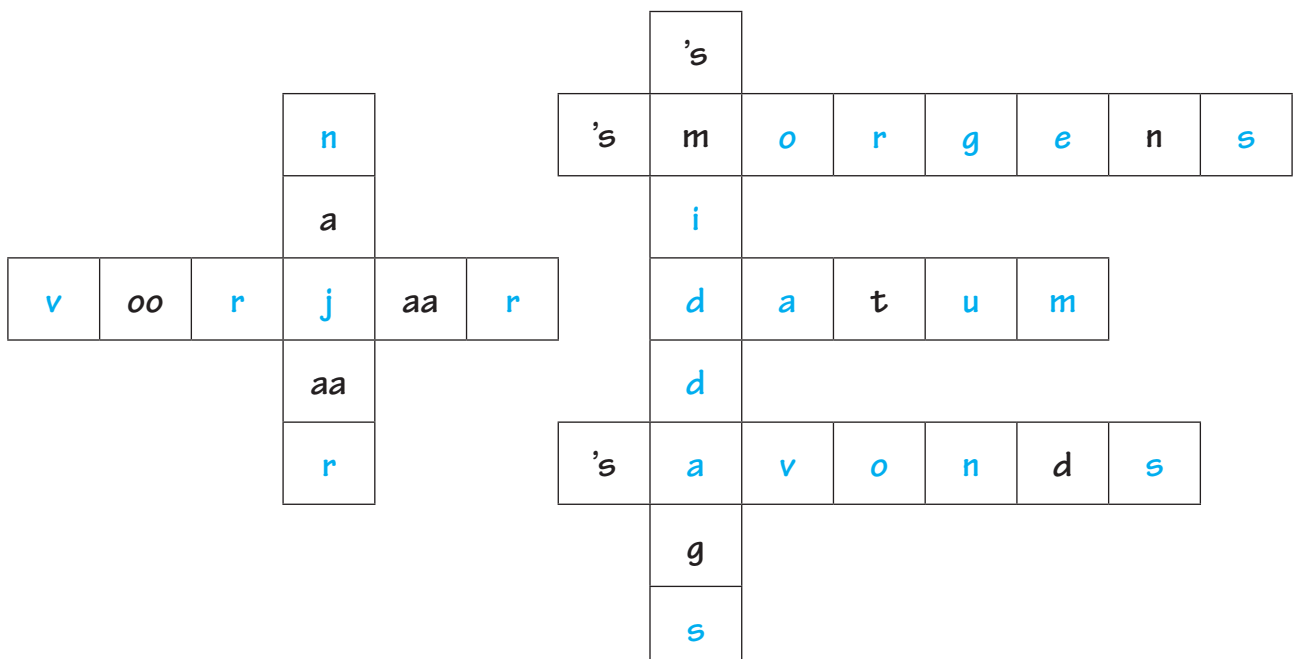 's
n 's m o r g e n s
a i
v oo r j aa r d a t u m
aa d
r 's a v o n d s
g
s